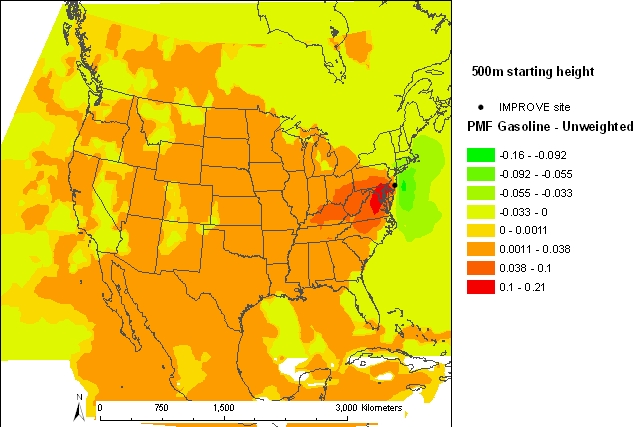 500m starting height
IMPROVE site
PMF Gasoline - Unweighted
-0.16 - -0.092
-0.092 - -0.055
-0.055 - -0.033
-0.033 - 0
0 - 0.0011
0.0011 - 0.038
0.038 - 0.1
0.1 - 0.21
N
0 750 1,500 3,000 Kilometers